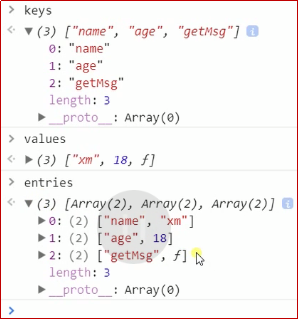 keys
(3) ["name", "age", "getMsg"] i
0: "name"
1: "age"
2: "getMsg"
length: 3
__proto__: Array(0)
values
(3) ["xm", 18, ƒ]
entries
(3) [Array(2), Array(2), Array(2)] i
0: (2) ["name", "xm"]
1: (2) ["age", 18]
2: (2) ["getMsg", ƒ]
length: 3
__proto__: Array(0)